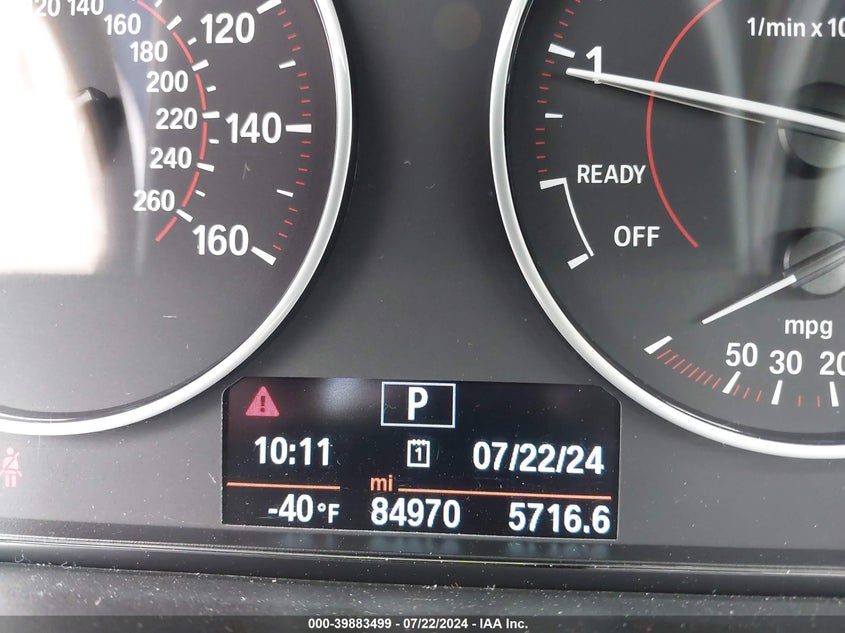 120 140
160
180
200
220
240
260
120
140
160
1/min x 10
1
READY
OFF
mpg
50 30 20
P
10:11 1 07/22/24
mi
-40°F 84970 5716.6
000-39883499 / 07/22/2024 - IAA Inc.